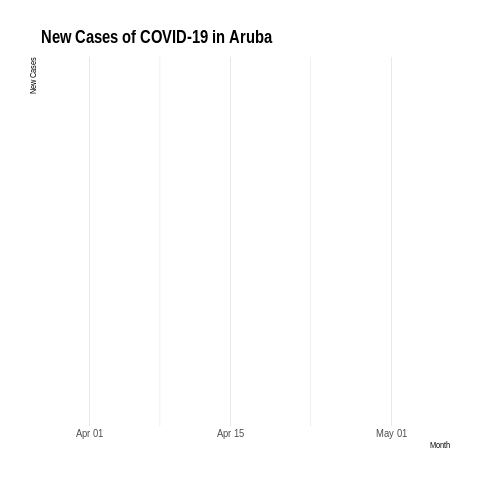 New Cases of COVID-19 in Aruba
New Cases
Apr 01
Apr 15
May 01
Month